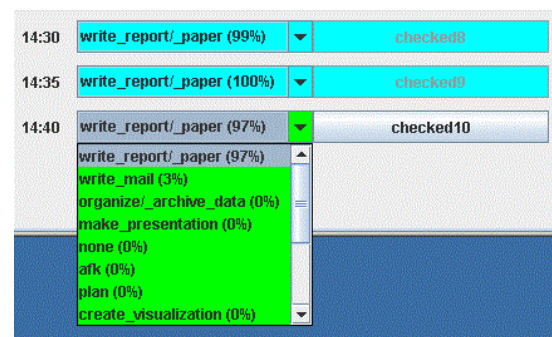 14:30 write_report/_paper (99%) checked8
14:35 write_report/_paper (100%) checked9
14:40 write_report/_paper (97%) checked10
write_report/_paper (97%)
write_mail (3%)
organize/_archive_data (0%)
make_presentation (0%)
none (0%)
afk (0%)
plan (0%)
create_visualization (0%)